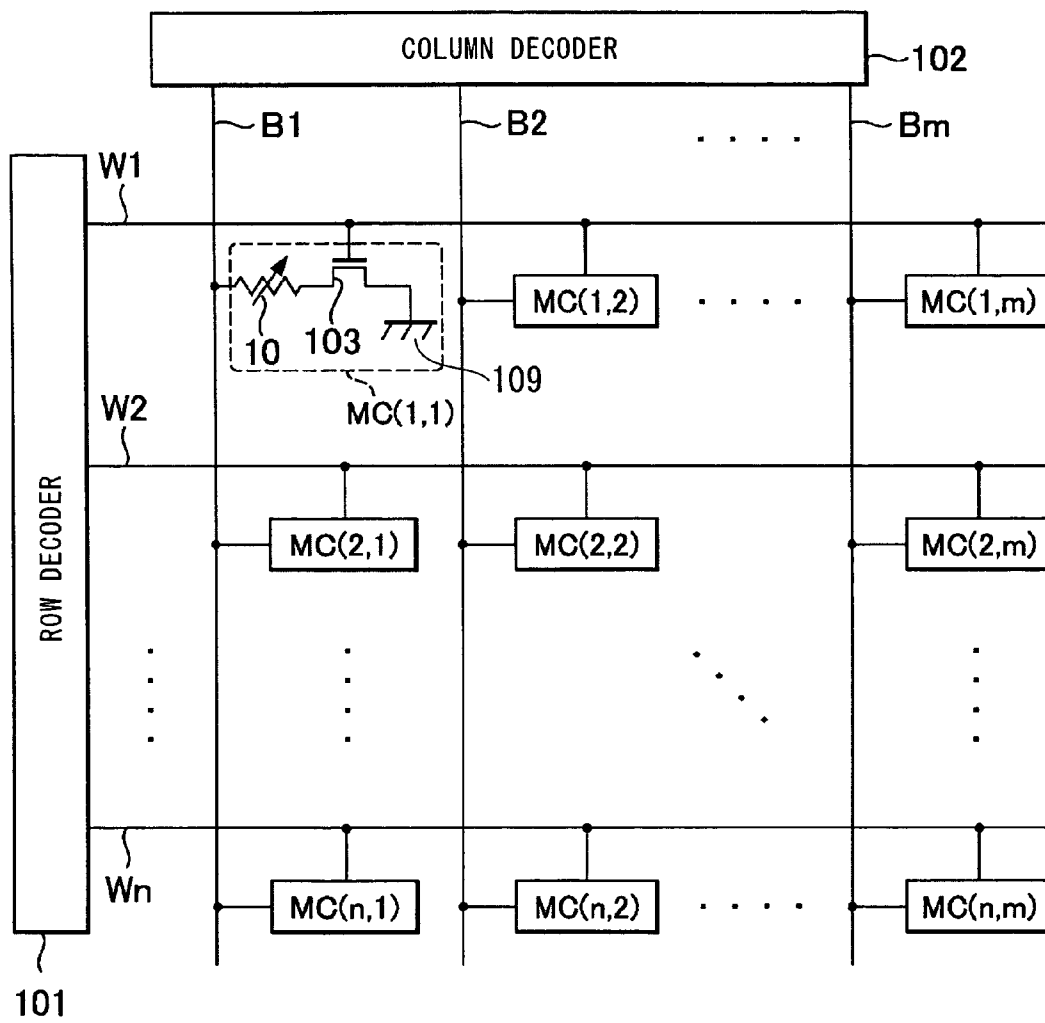 COLUMN DECODER
102
B1
B2
Bm
W1
MC(1,2)
MC(1,m)
10
103
109
MC(1,1)
W2
ROW DECODER
MC(2,1)
MC(2,2)
MC(2,m)
Wn
MC(n,1)
MC(n,2)
MC(n,m)
101